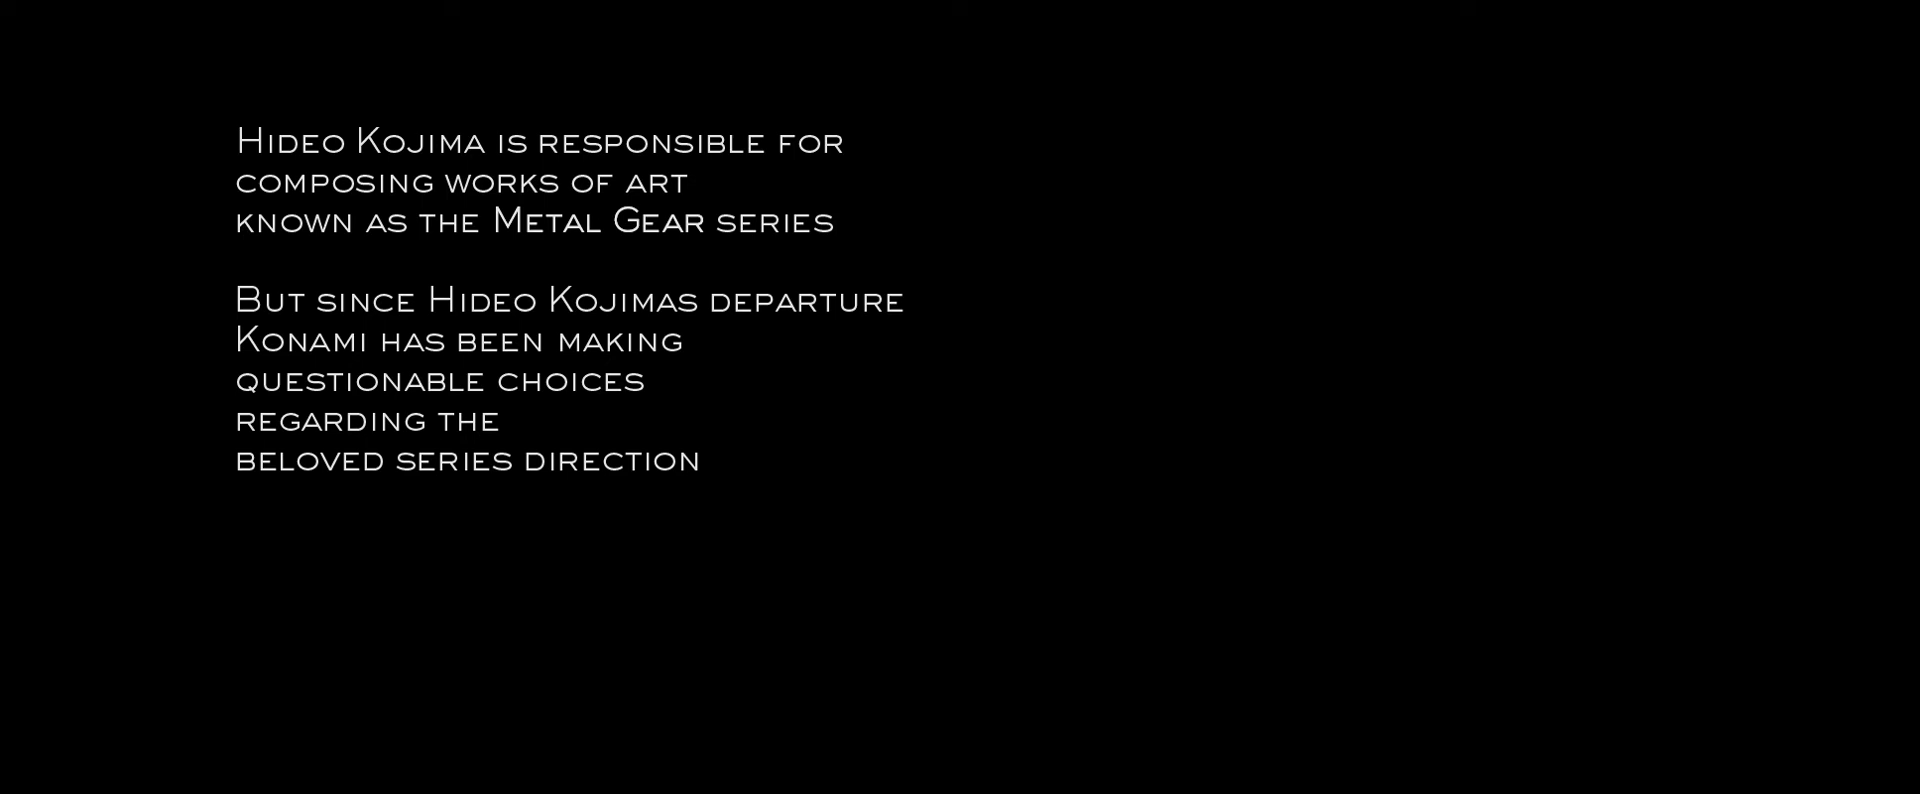 Hideo Kojima is responsible for
composing works of art
known as the Metal Gear series
But since Hideo Kojimas departure
Konami has been making
questionable choices
regarding the
beloved series direction